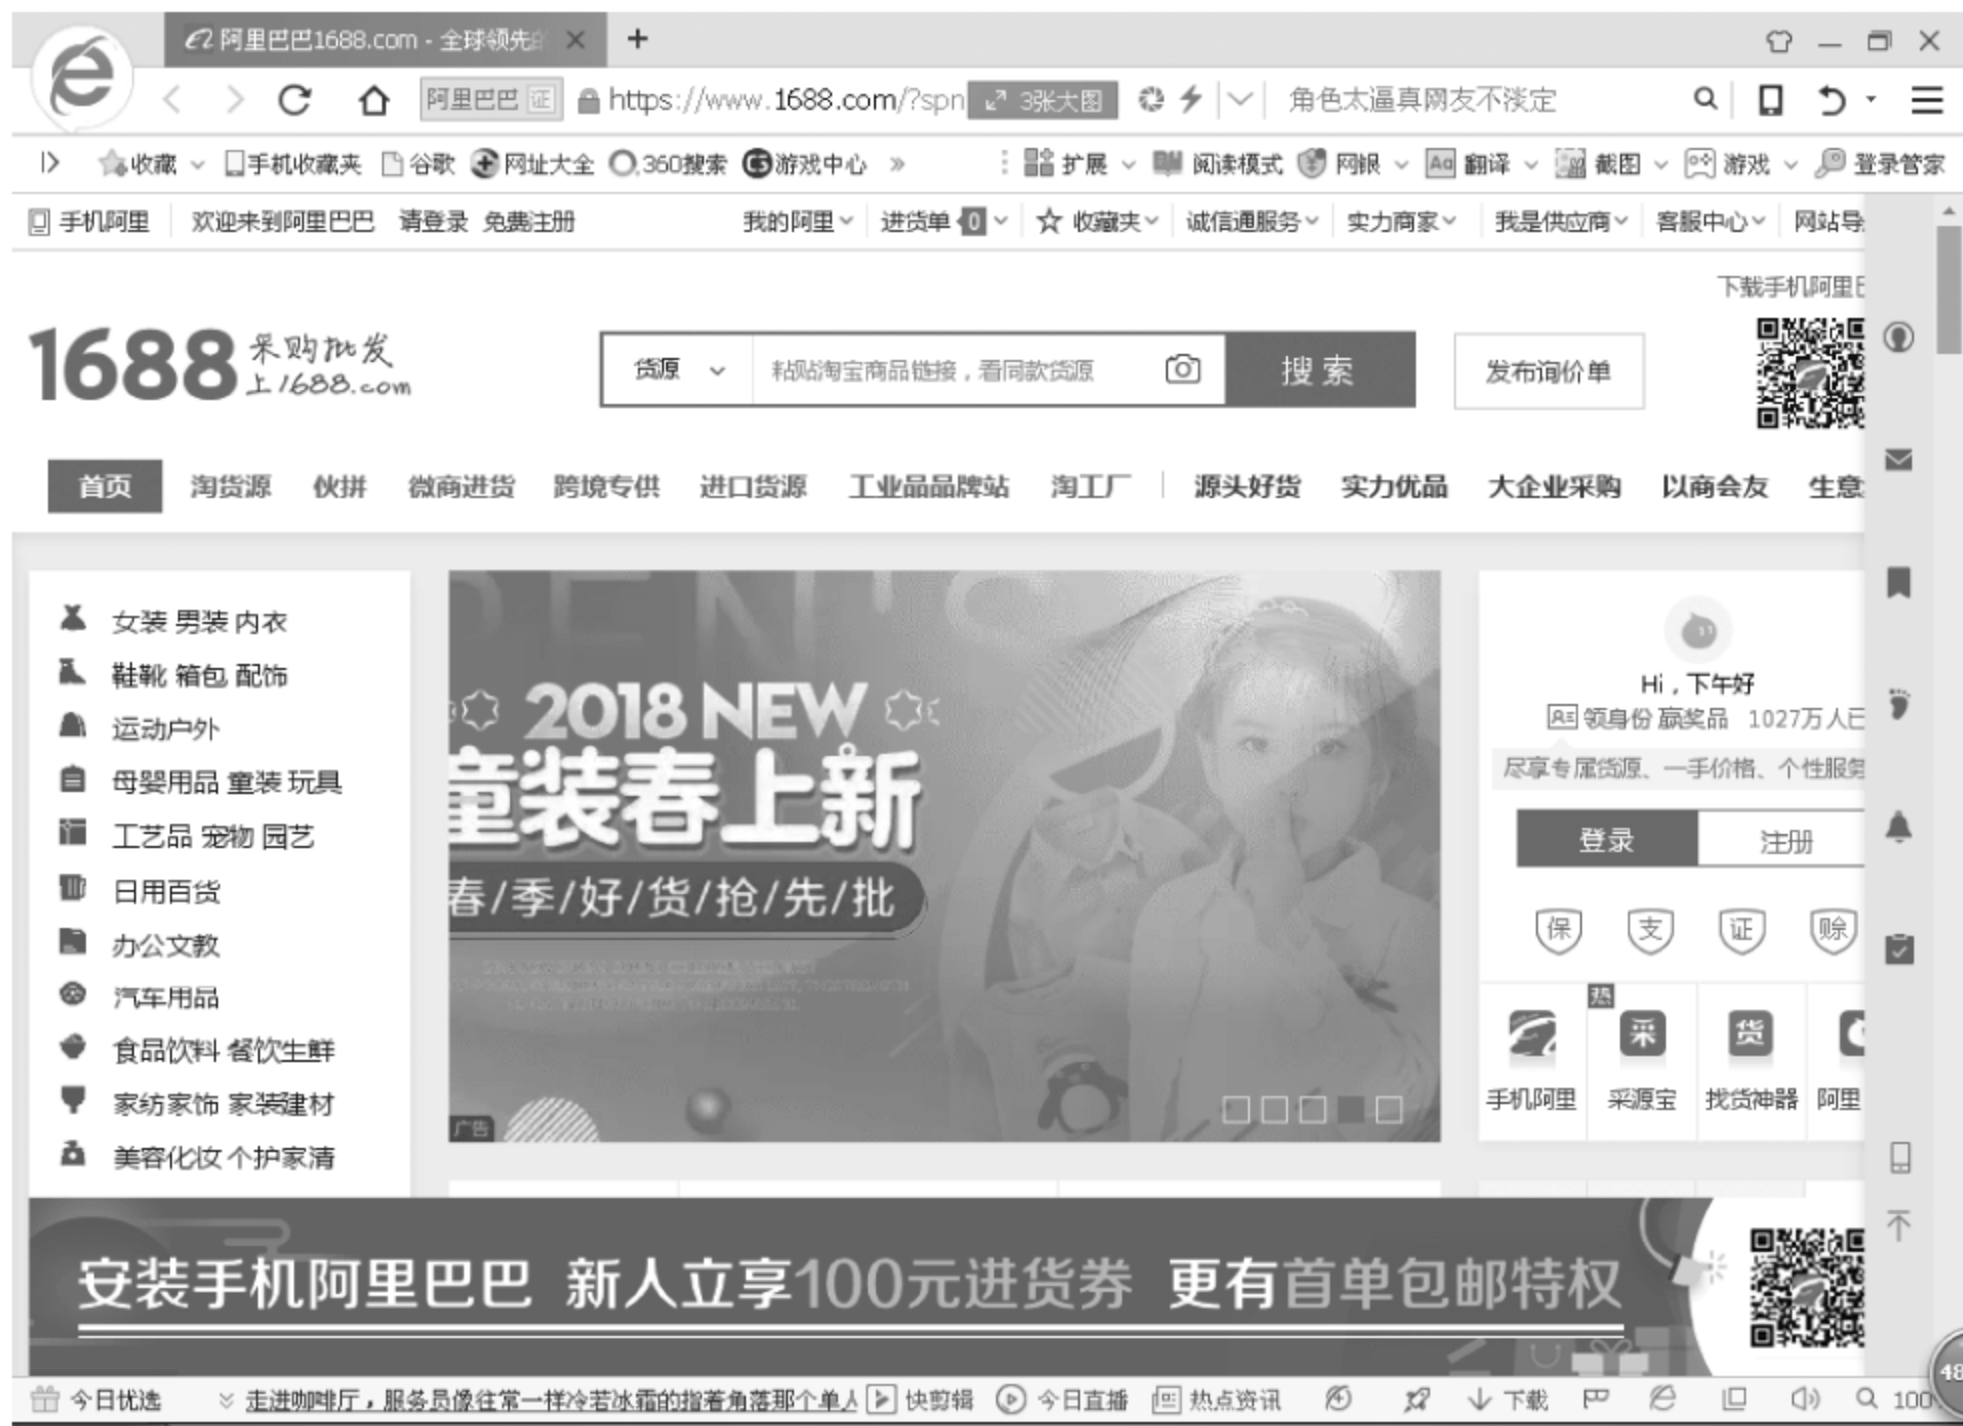 阿里巴巴1688.com - 全球领先的
阿里巴巴 证 https://www.1688.com/?spn 3张大图 角色太逼真网友不淡定
收藏 手机收藏夹 谷歌 网址大全 360搜索 游戏中心 » 扩展 阅读模式 网银 翻译 截图 游戏 登录管家
手机阿里 欢迎来到阿里巴巴 请登录 免费注册 我的阿里 进货单 0 收藏夹 诚信通服务 实力商家 我是供应商 客服中心 网站导
下载手机阿里巴
1688 采购批发
上1688.com
货源 粘贴淘宝商品链接，看同款货源 搜索 发布询价单
首页 淘货源 伙拼 微商进货 跨境专供 进口货源 工业品品牌站 淘工厂 源头好货 实力优品 大企业采购 以商会友 生意
女装 男装 内衣
鞋靴 箱包 配饰
运动户外
母婴用品 童装 玩具
工艺品 宠物 园艺
日用百货
办公文教
汽车用品
食品饮料 餐饮生鲜
家纺家饰 家装建材
美容化妆 个护家清
2018 NEW
童装春上新
春/季/好/货/抢/先/批
广告
Hi，下午好
领身份 赢奖品 1027万人已
尽享专属货源、一手价格、个性服务
登录 注册
保 支 证 赊
热
采 货
手机阿里 采源宝 找货神器 阿里
安装手机阿里巴巴 新人立享100元进货券 更有首单包邮特权
今日优选 走进咖啡厅，服务员像往常一样冷若冰霜的指着角落那个单人 快剪辑 今日直播 热点资讯 下载 100
48